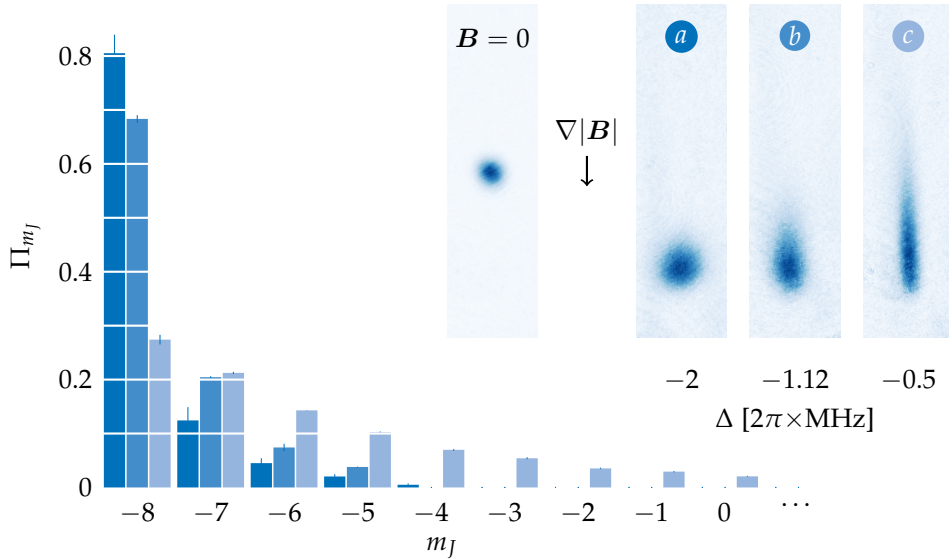 B = 0
a
b
c
∇|B|
↓
0.8
0.6
0.4
0.2
0
Π_{m_J}
−2 −1.12 −0.5
Δ [2π×MHz]
−8 −7 −6 −5 −4 −3 −2 −1 0 ···
m_J